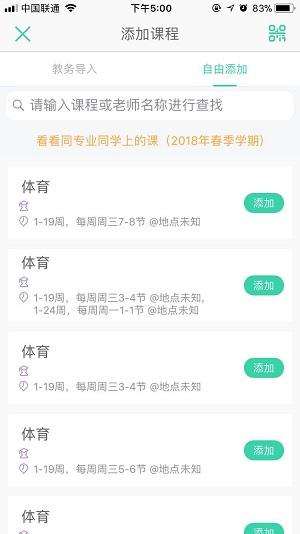 中国联通
下午5:00
83%
添加课程
教务导入
自由添加
请输入课程或老师名称进行查找
看看同专业同学上的课（2018年春季学期）
体育
添加
1-19周，每周周三7-8节 @地点未知
体育
添加
1-19周，每周周三3-4节 @地点未知，
1-24周，每周周一1-1节 @地点未知
体育
添加
1-19周，每周周三3-4节 @地点未知
体育
添加
1-19周，每周周三5-6节 @地点未知
体育
添加